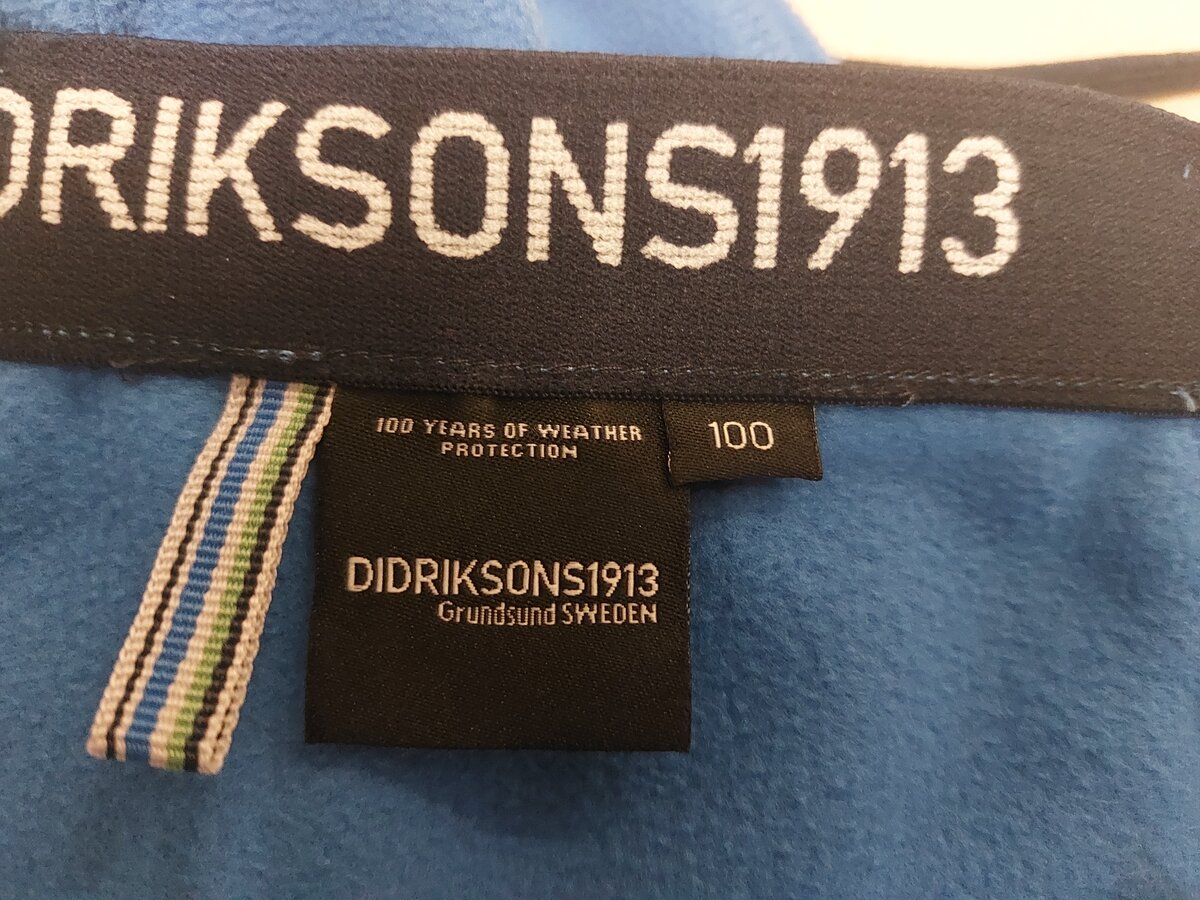 DRIKSONS1913
100 YEARS OF WEATHER
PROTECTION
100
DIDRIKSONS1913
Grundsund SWEDEN